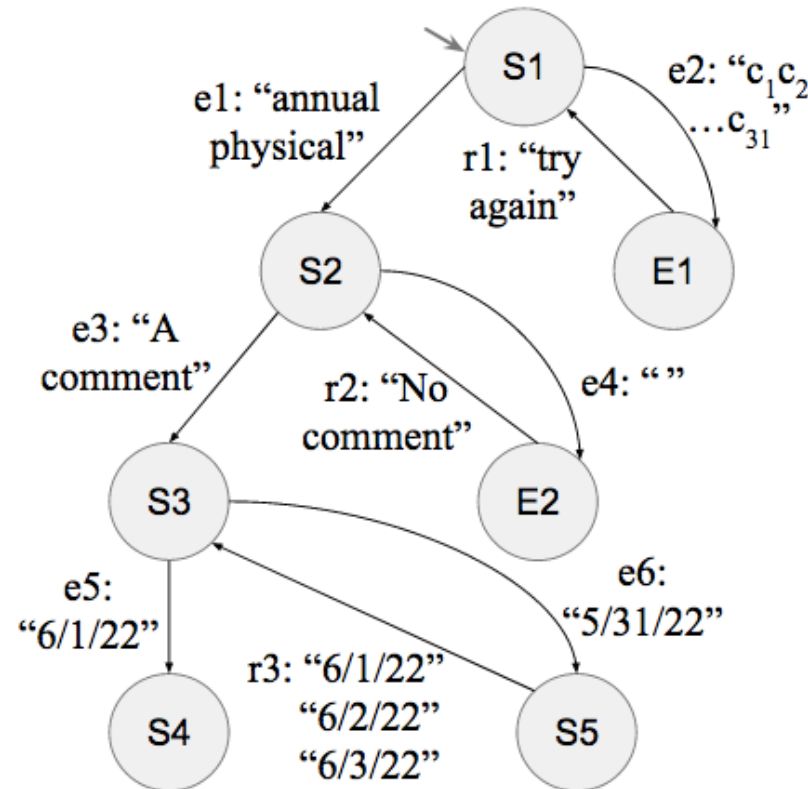 S1
e1: “annual
physical”
e2: “c₁c₂
…c₃₁”
r1: “try
again”
S2
E1
e3: “A
comment”
r2: “No
comment”
e4: “ ”
S3
E2
e5:
“6/1/22”
e6:
“5/31/22”
r3: “6/1/22”
“6/2/22”
“6/3/22”
S4
S5